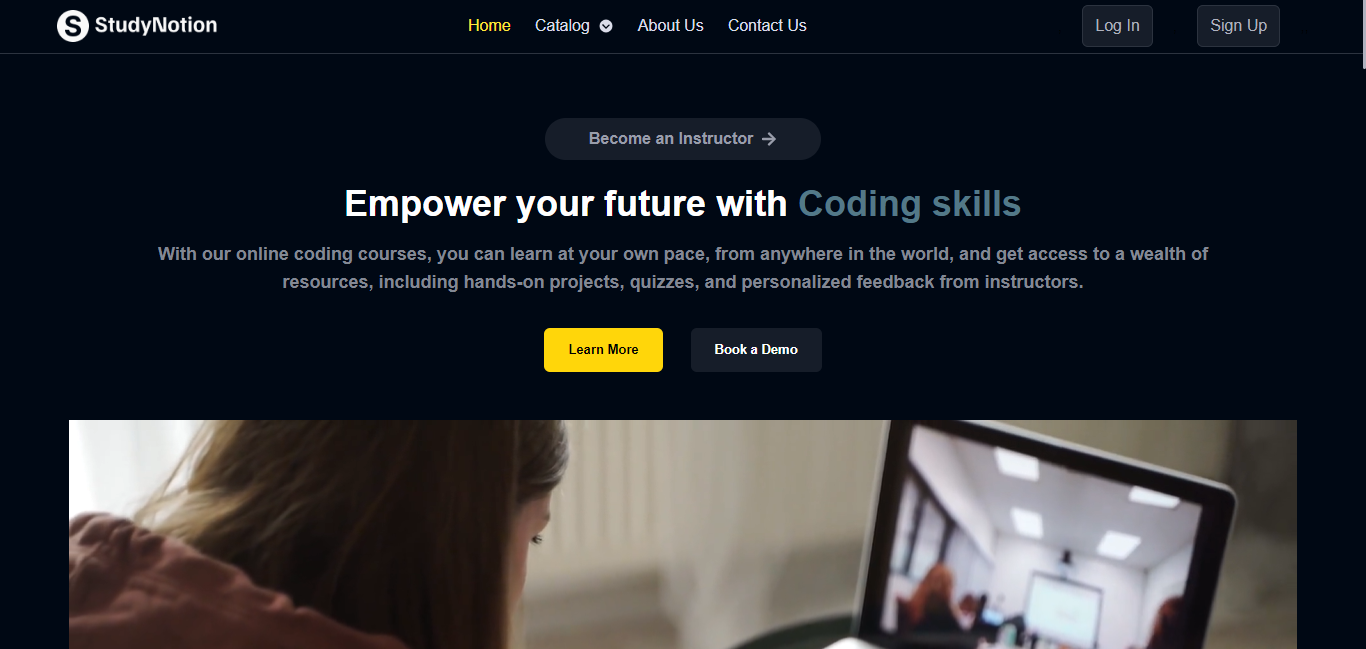 StudyNotion
Home
Catalog
About Us
Contact Us
Log In
Sign Up
Become an Instructor
Empower your future with Coding skills
With our online coding courses, you can learn at your own pace, from anywhere in the world, and get access to a wealth of
resources, including hands-on projects, quizzes, and personalized feedback from instructors.
Learn More
Book a Demo